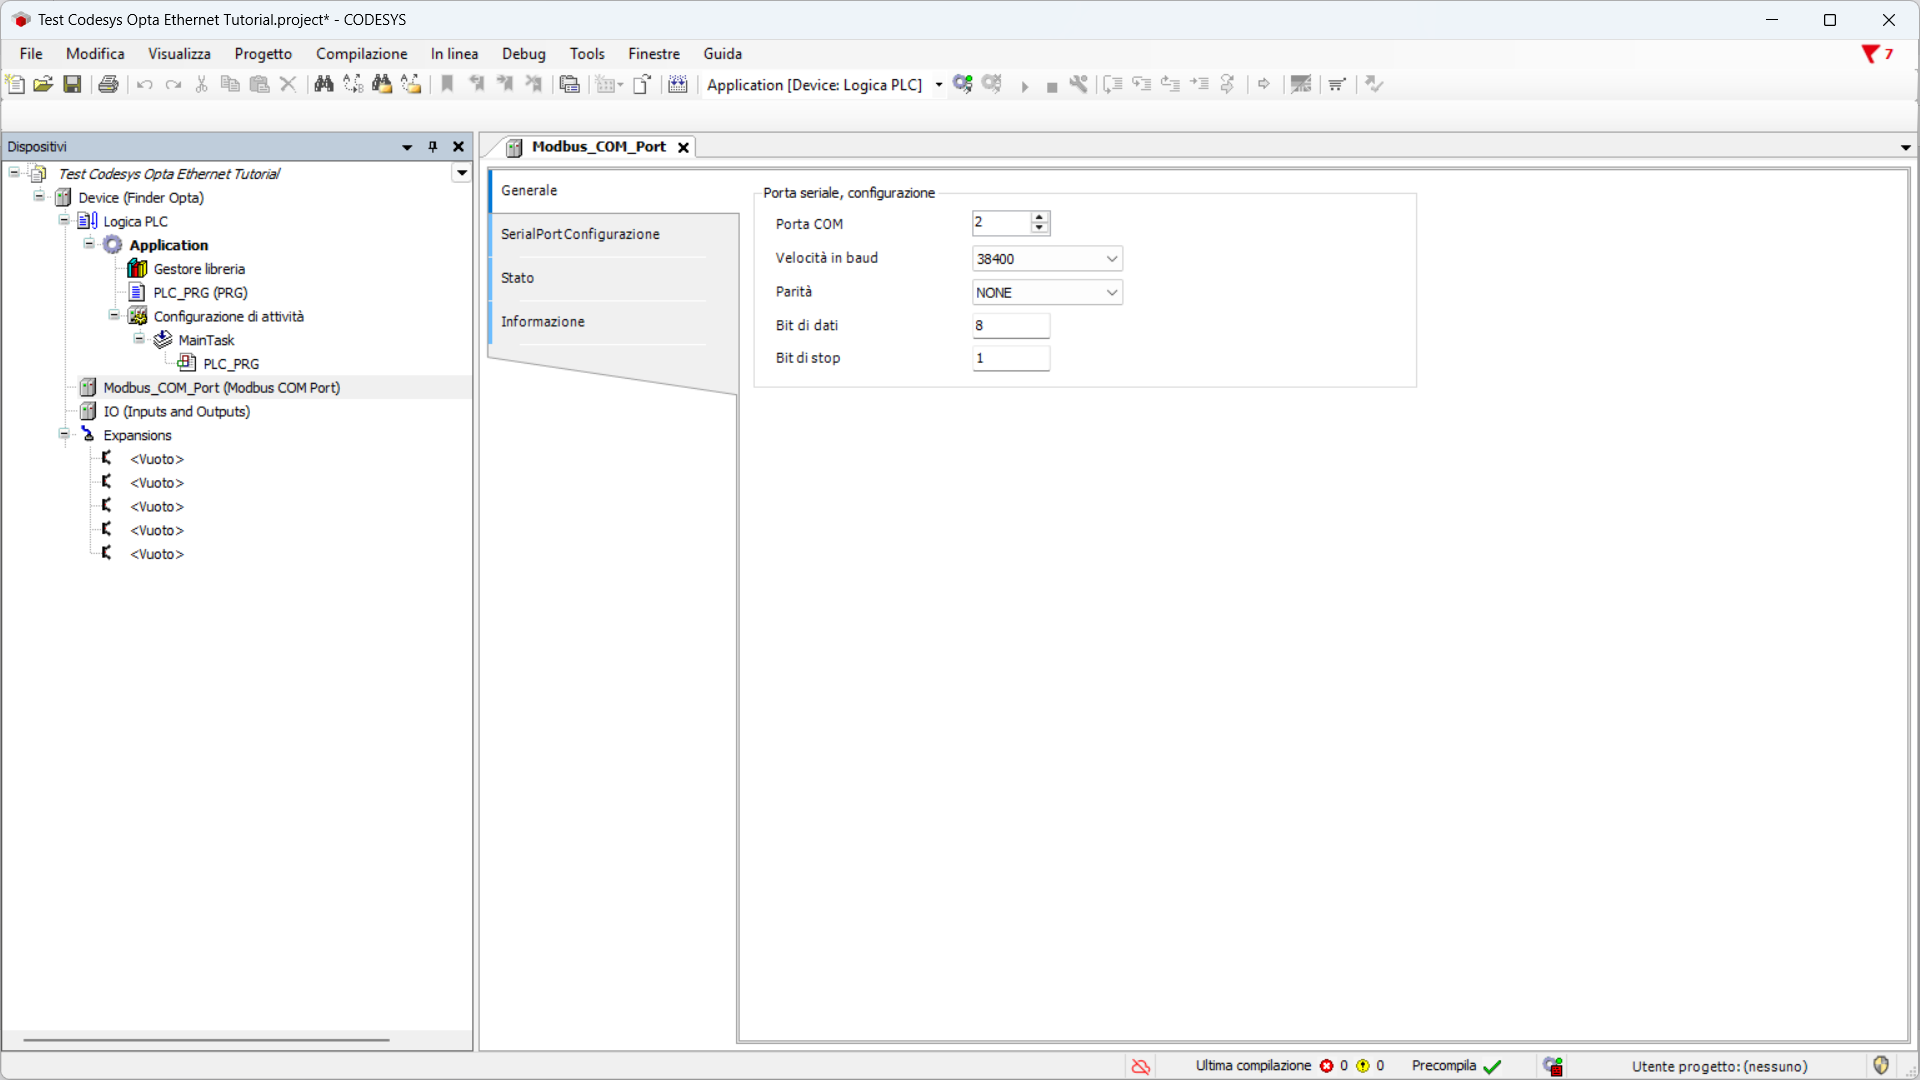 Test Codesys Opta Ethernet Tutorial.project* - CODESYS
File Modifica Visualizza Progetto Compilazione In linea Debug Tools Finestre Guida
7
Application [Device: Logica PLC]
Dispositivi
Test Codesys Opta Ethernet Tutorial
Device (Finder Opta)
Logica PLC
Application
Gestore libreria
PLC_PRG (PRG)
Configurazione di attività
MainTask
PLC_PRG
Modbus_COM_Port (Modbus COM Port)
IO (Inputs and Outputs)
Expansions
<Vuoto>
<Vuoto>
<Vuoto>
<Vuoto>
<Vuoto>
Modbus_COM_Port
Generale
SerialPortConfigurazione
Stato
Informazione
Porta seriale, configurazione
Porta COM 2
Velocità in baud 38400
Parità NONE
Bit di dati 8
Bit di stop 1
Ultima compilazione 0 0 Precompila Utente progetto: (nessuno)